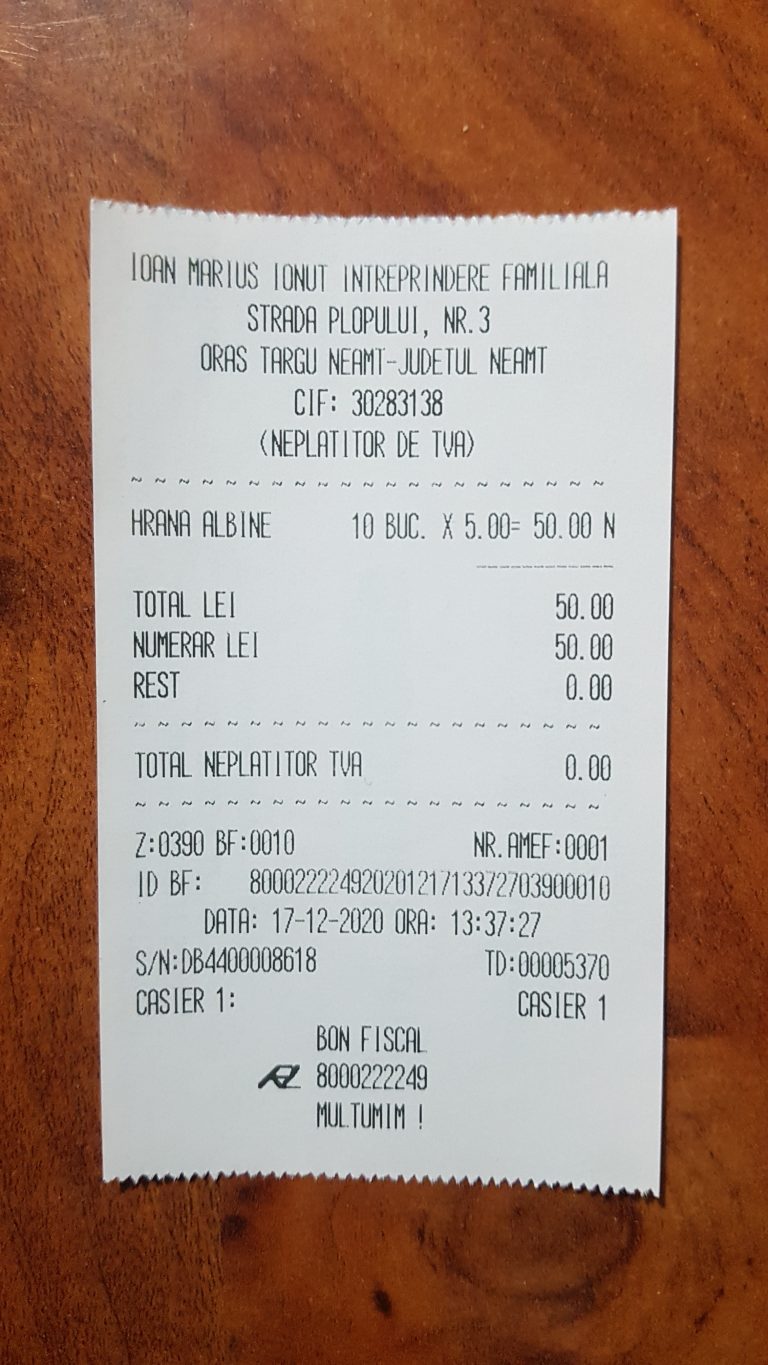 IOAN MARIUS IONUT INTREPRINDERE FAMILIALA
STRADA PLOPULUI, NR.3
ORAS TARGU NEAMT-JUDETUL NEAMT
CIF: 30283138
(NEPLATITOR DE TVA)
~ ~ ~ ~ ~ ~ ~ ~ ~ ~ ~ ~ ~ ~ ~ ~ ~ ~ ~ ~ ~
HRANA ALBINE 10 BUC. X 5.00= 50.00 N
TOTAL LEI 50.00
NUMERAR LEI 50.00
REST 0.00
~ ~ ~ ~ ~ ~ ~ ~ ~ ~ ~ ~ ~ ~ ~ ~ ~ ~ ~ ~ ~
TOTAL NEPLATITOR TVA 0.00
~ ~ ~ ~ ~ ~ ~ ~ ~ ~ ~ ~ ~ ~ ~ ~ ~ ~ ~ ~ ~
Z:0390 BF:0010 NR.AMEF:0001
ID BF: 80002222492020121713372703900010
DATA: 17-12-2020 ORA: 13:37:27
S/N:DB4400008618 TD:00005370
CASIER 1: CASIER 1
BON FISCAL
8000222249
MULTUMIM !